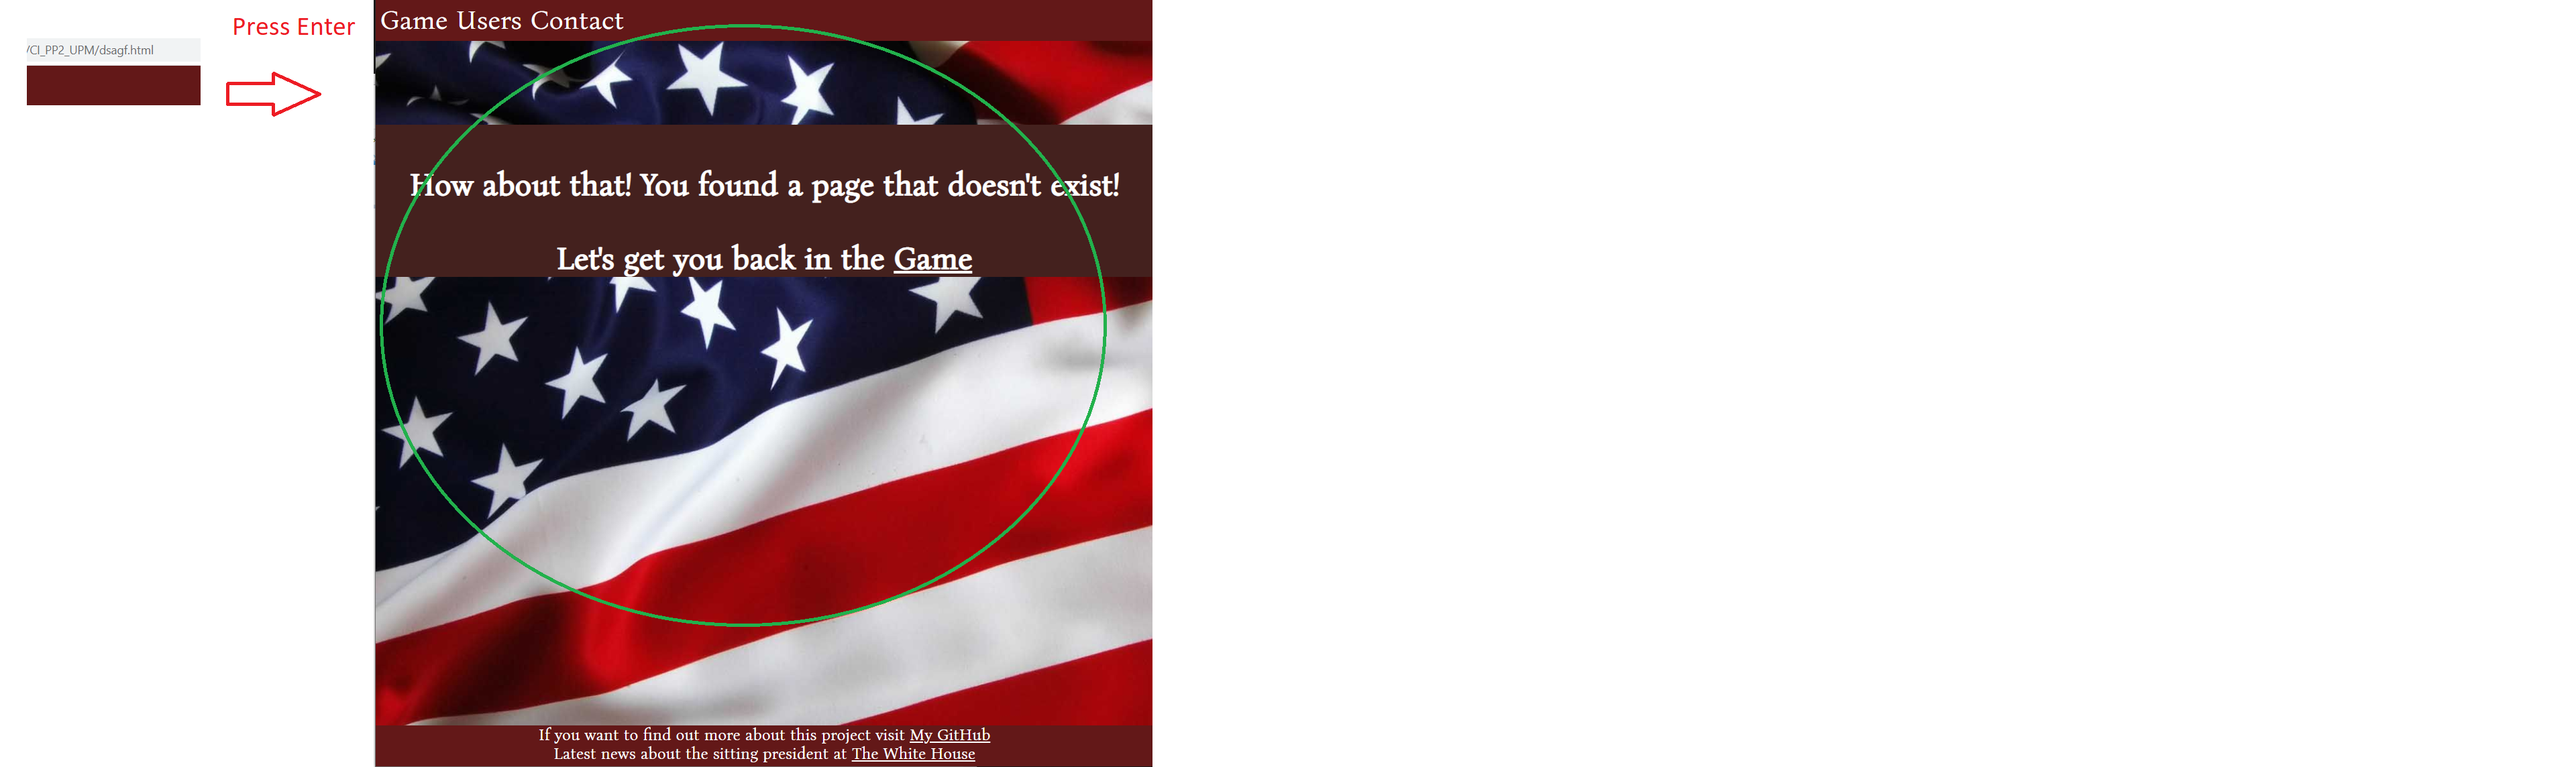 /CI_PP2_UPM/dsagf.html
Press Enter
Game Users Contact
How about that! You found a page that doesn't exist!
Let's get you back in the Game
If you want to find out more about this project visit My GitHub
Latest news about the sitting president at The White House